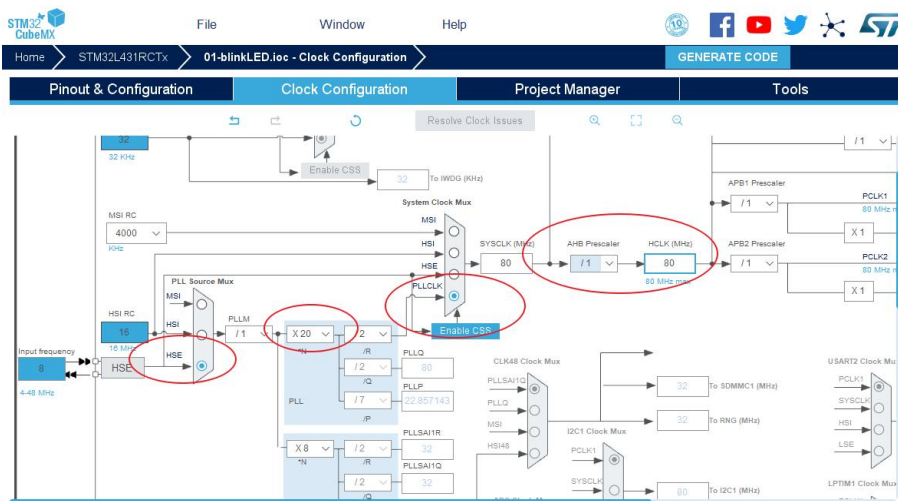 STM32
CubeMX
File
Window
Help
10
ST
Home
STM32L431RCTx
01-blinkLED.ioc - Clock Configuration
GENERATE CODE
Pinout & Configuration
Clock Configuration
Project Manager
Tools
Resolve Clock Issues
32
32 KHz
Enable CSS
32
To IWDG (KHz)
/ 1
APB1 Prescaler
/ 1
PCLK1
80 MHz
X 1
System Clock Mux
MSI
HSI
HSE
PLLCLK
Enable CSS
SYSCLK (MHz)
80
AHB Prescaler
/ 1
HCLK (MHz)
80
80 MHz max
APB2 Prescaler
/ 1
PCLK2
80 MHz
X 1
MSI RC
4000
KHz
PLL Source Mux
MSI
HSI
HSE
HSI RC
16
16 MHz
Input frequency
8
4-48 MHz
HSE
PLLM
/ 1
X 20
*N
/ 2
/R
PLLQ
/ 2
80
/Q
PLLP
PLL
/ 7
22.857143
/P
PLLSAI1R
X 8
/ 2
32
*N
/R
PLLSAI1Q
/ 2
32
/Q
CLK48 Clock Mux
PLLSAI1Q
PLLQ
MSI
HSI48
32
To SDMMC1 (MHz)
32
To RNG (MHz)
I2C1 Clock Mux
PCLK1
SYSCLK
80
To I2C1 (MHz)
USART2 Clock
PCLK1
SYSCLK
HSI
LSE
LPTIM1 Clock Mux